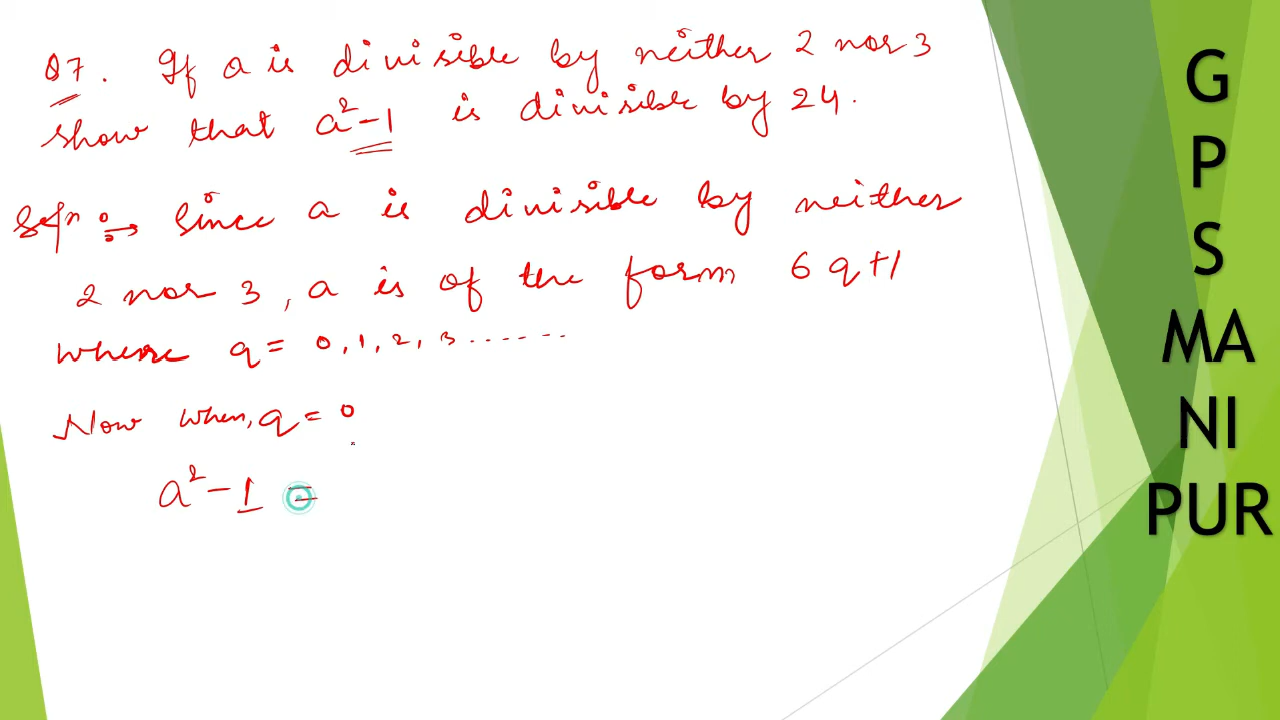 Q7. If a is divisible by neither 2 nor 3
show that a²-1 is divisible by 24.
Sol/n :→ Since a is divisible by neither
2 nor 3, a is of the form 6q+1
where q = 0,1,2,3......
Now when, q = 0
a²-1 =
G
P
S
MA
NI
PUR